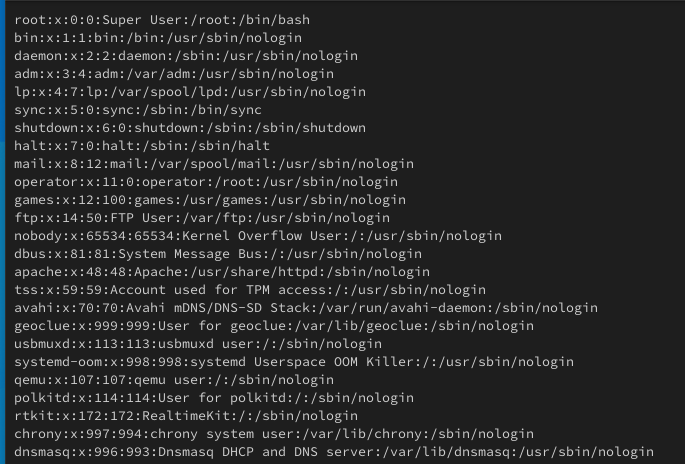 root:x:0:0:Super User:/root:/bin/bash
bin:x:1:1:bin:/bin:/usr/sbin/nologin
daemon:x:2:2:daemon:/sbin:/usr/sbin/nologin
adm:x:3:4:adm:/var/adm:/usr/sbin/nologin
lp:x:4:7:lp:/var/spool/lpd:/usr/sbin/nologin
sync:x:5:0:sync:/sbin:/bin/sync
shutdown:x:6:0:shutdown:/sbin:/sbin/shutdown
halt:x:7:0:halt:/sbin:/sbin/halt
mail:x:8:12:mail:/var/spool/mail:/usr/sbin/nologin
operator:x:11:0:operator:/root:/usr/sbin/nologin
games:x:12:100:games:/usr/games:/usr/sbin/nologin
ftp:x:14:50:FTP User:/var/ftp:/usr/sbin/nologin
nobody:x:65534:65534:Kernel Overflow User:/:/usr/sbin/nologin
dbus:x:81:81:System Message Bus:/:/usr/sbin/nologin
apache:x:48:48:Apache:/usr/share/httpd:/sbin/nologin
tss:x:59:59:Account used for TPM access:/:/usr/sbin/nologin
avahi:x:70:70:Avahi mDNS/DNS-SD Stack:/var/run/avahi-daemon:/sbin/nologin
geoclue:x:999:999:User for geoclue:/var/lib/geoclue:/sbin/nologin
usbmuxd:x:113:113:usbmuxd user:/:/sbin/nologin
systemd-oom:x:998:998:systemd Userspace OOM Killer:/:/usr/sbin/nologin
qemu:x:107:107:qemu user:/:/sbin/nologin
polkitd:x:114:114:User for polkitd:/:/sbin/nologin
rtkit:x:172:172:RealtimeKit:/:/sbin/nologin
chrony:x:997:994:chrony system user:/var/lib/chrony:/sbin/nologin
dnsmasq:x:996:993:Dnsmasq DHCP and DNS server:/var/lib/dnsmasq:/usr/sbin/nologin